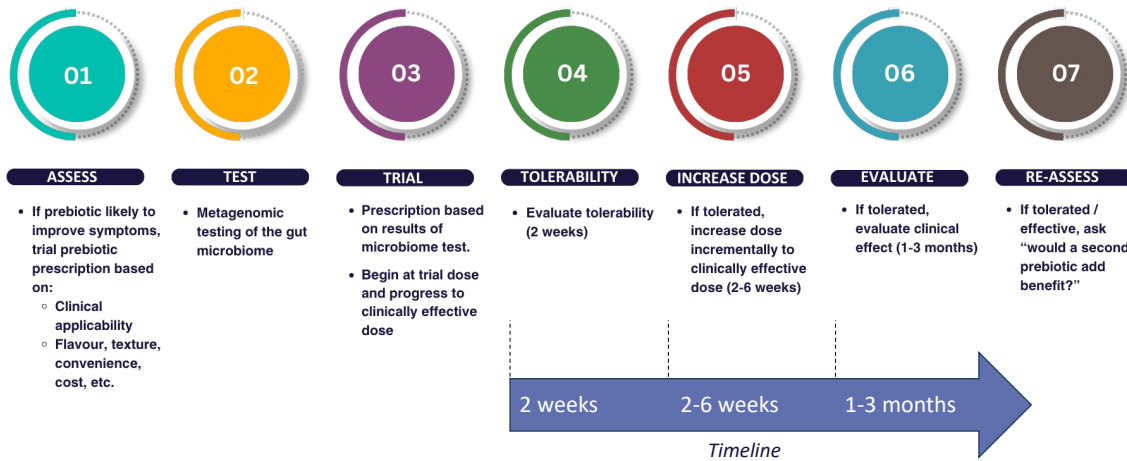 01
02
03
04
05
06
07
ASSESS
• If prebiotic likely to
improve symptoms,
trial prebiotic
prescription based
on:
○ Clinical
applicability
○ Flavour, texture,
convenience,
cost, etc.
TEST
• Metagenomic
testing of the gut
microbiome
TRIAL
• Prescription based
on results of
microbiome test.
• Begin at trial dose
and progress to
clinically effective
dose
TOLERABILITY
• Evaluate tolerability
(2 weeks)
INCREASE DOSE
• If tolerated,
increase dose
incrementally to
clinically effective
dose (2-6 weeks)
EVALUATE
• If tolerated,
evaluate clinical
effect (1-3 months)
RE-ASSESS
• If tolerated /
effective, ask
“would a second
prebiotic add
benefit?”
2 weeks
2-6 weeks
1-3 months
Timeline